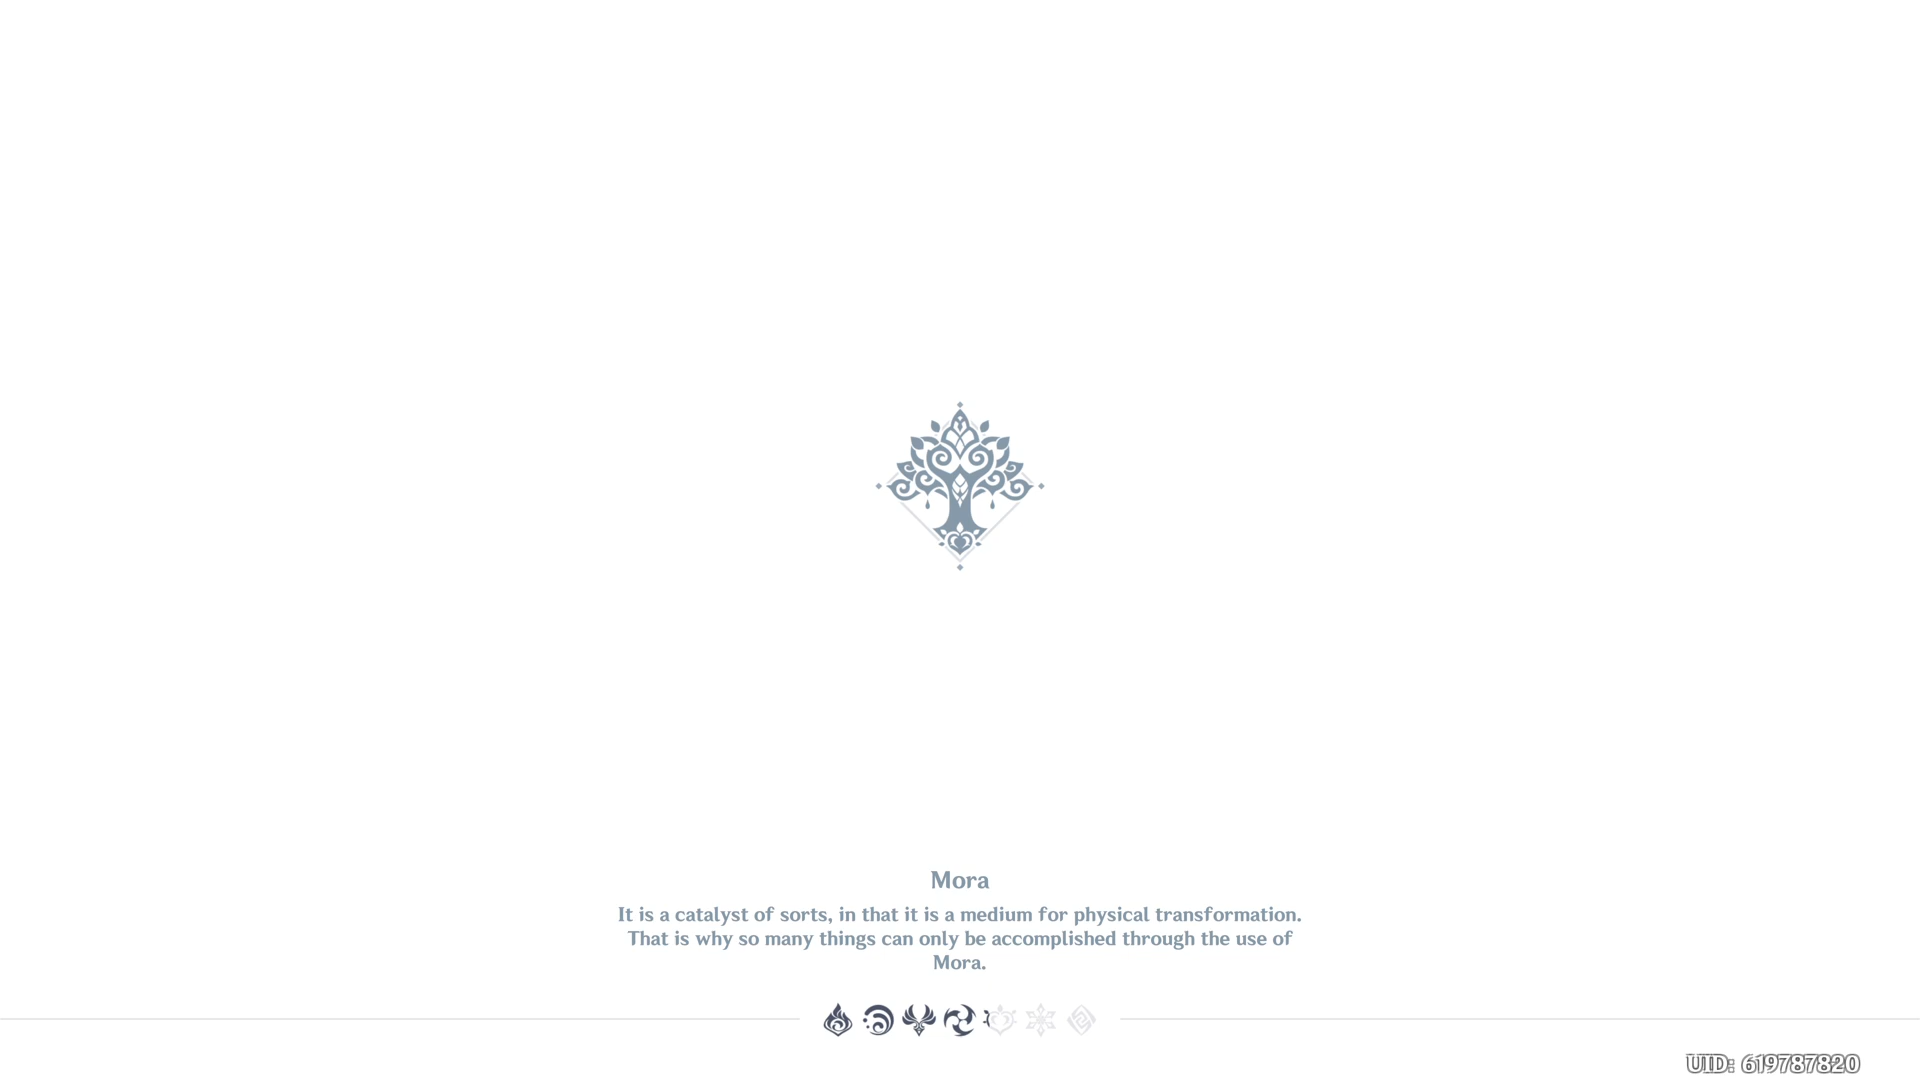 Mora
It is a catalyst of sorts, in that it is a medium for physical transformation.
That is why so many things can only be accomplished through the use of
Mora.
UID: 619787820